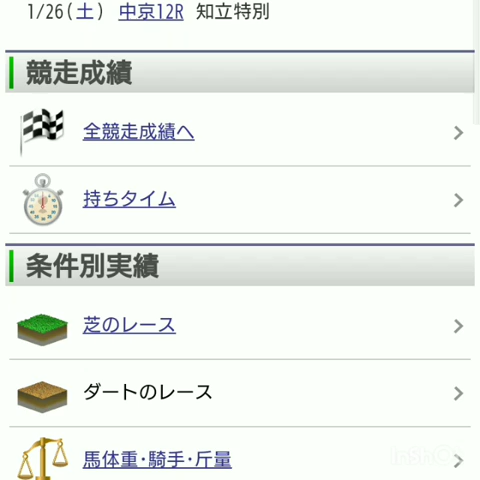 1/26(土) 中京12R 知立特別
競走成績
全競走成績へ
持ちタイム
条件別実績
芝のレース
ダートのレース
馬体重･騎手･斤量